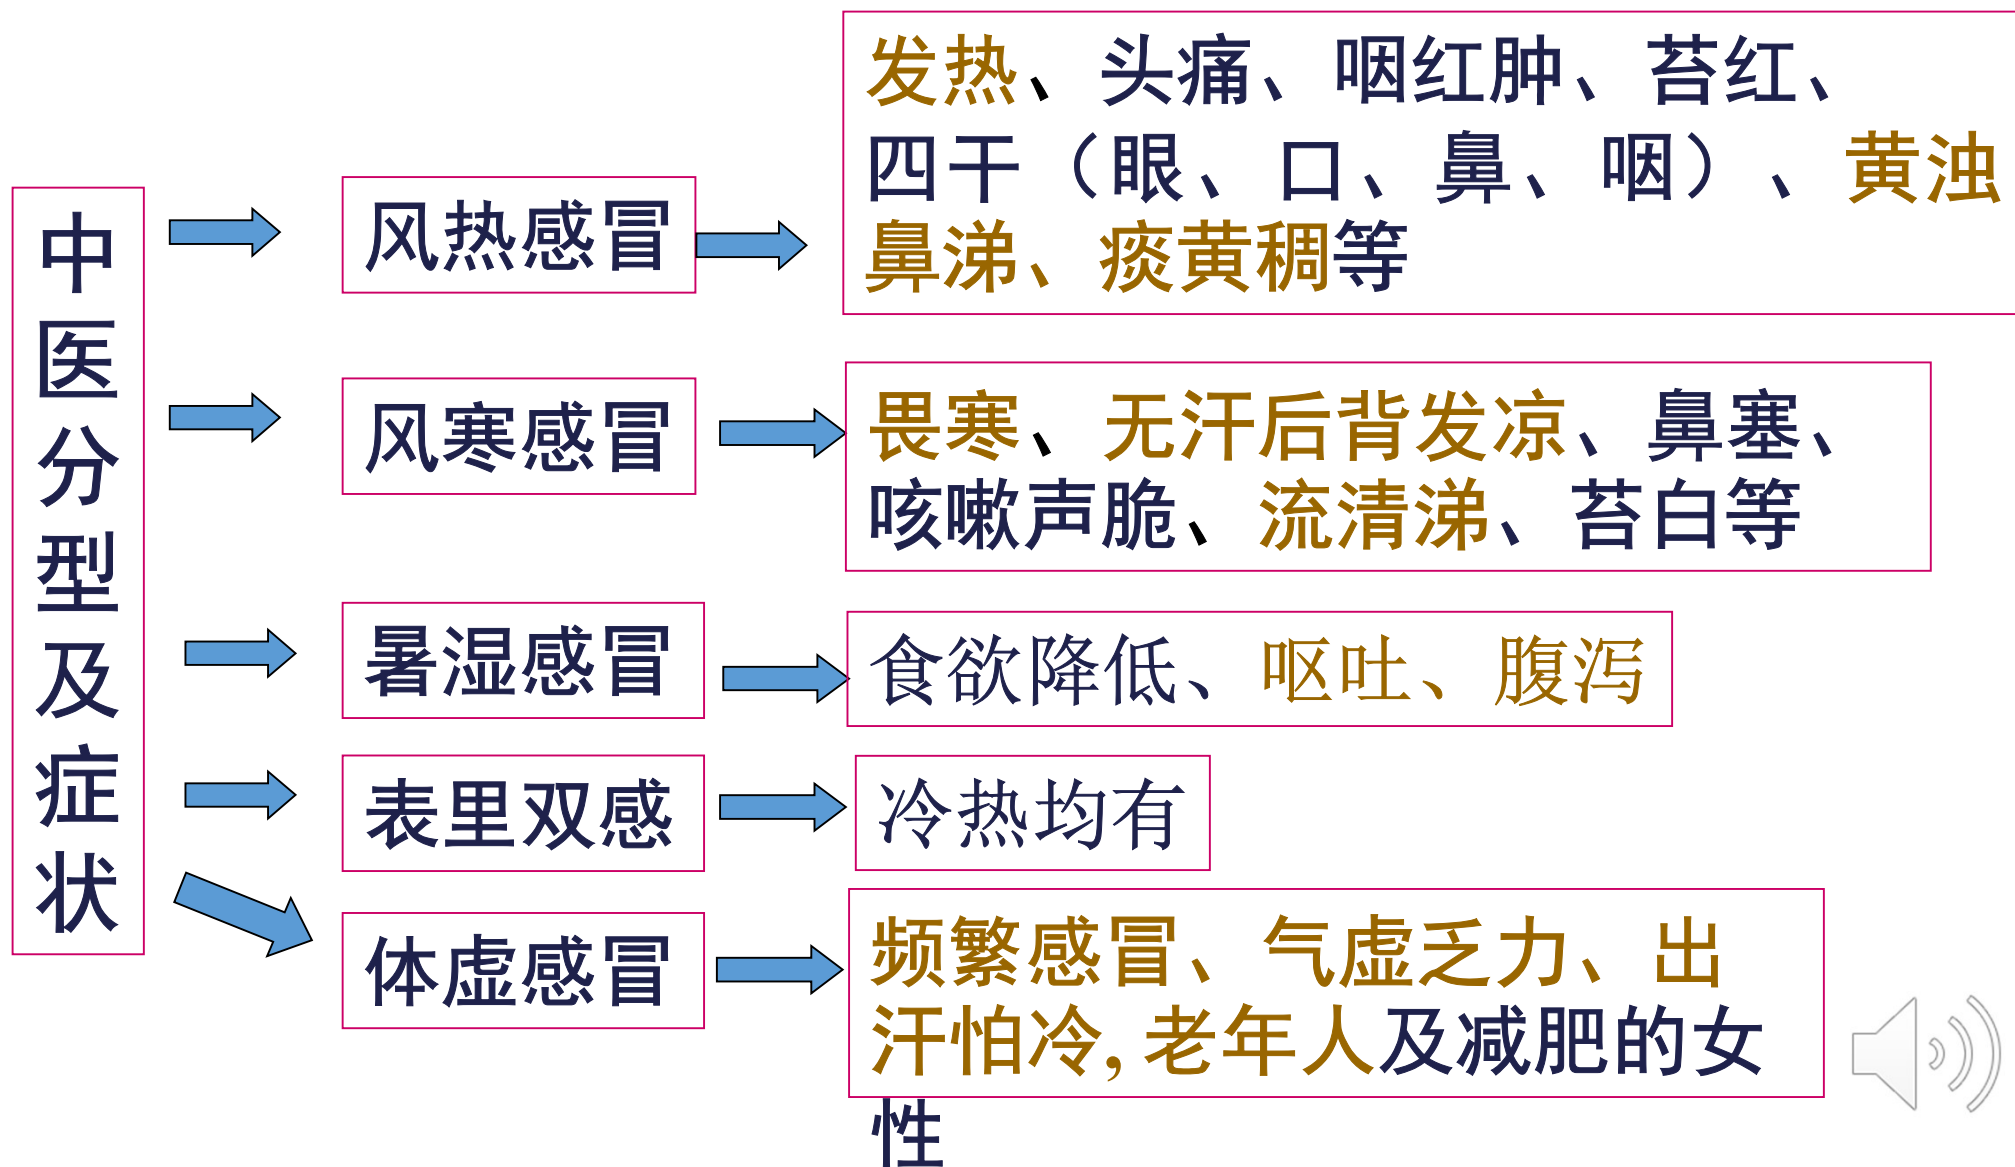 中医分型及症状
风热感冒
发热、头痛、咽红肿、苔红、
四干（眼、口、鼻、咽）、黄浊
鼻涕、痰黄稠等
风寒感冒
畏寒、无汗后背发凉、鼻塞、
咳嗽声脆、流清涕、苔白等
暑湿感冒
食欲降低、呕吐、腹泻
表里双感
冷热均有
体虚感冒
频繁感冒、气虚乏力、出
汗怕冷,老年人及减肥的女
性